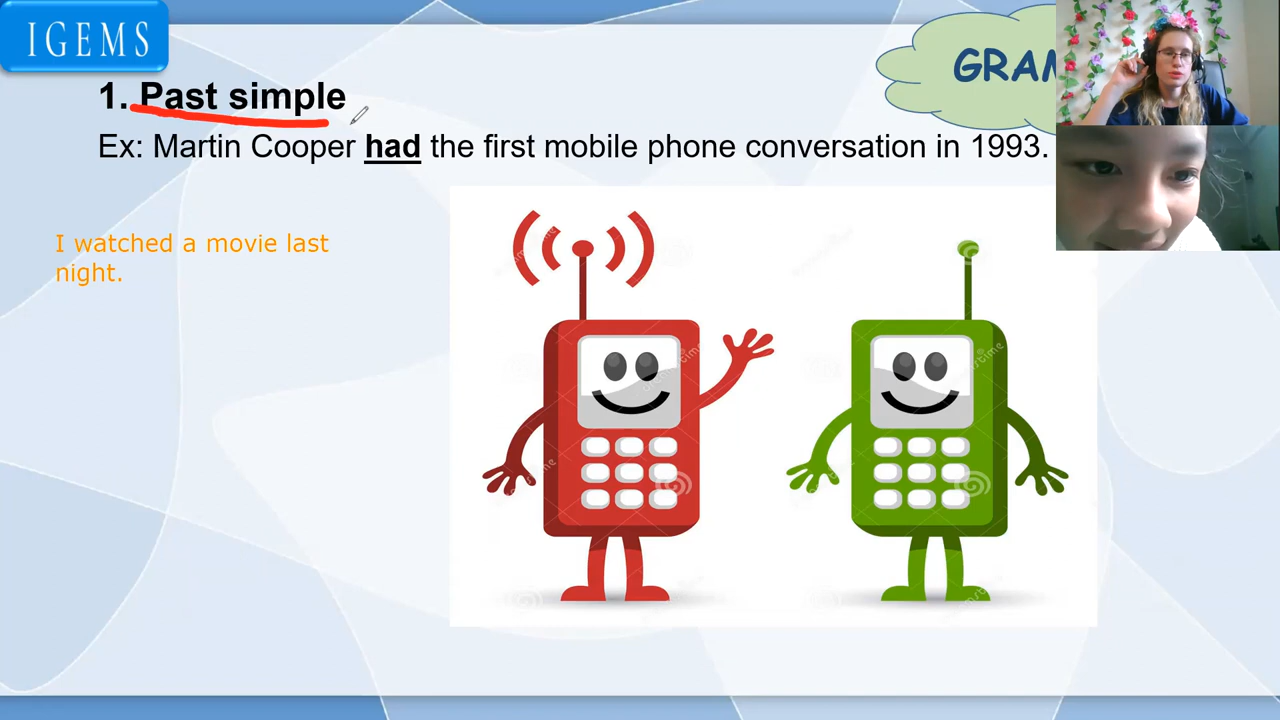 IGEMS
GRAM
1. Past simple
Ex: Martin Cooper had the first mobile phone conversation in 1993.
I watched a movie last
night.